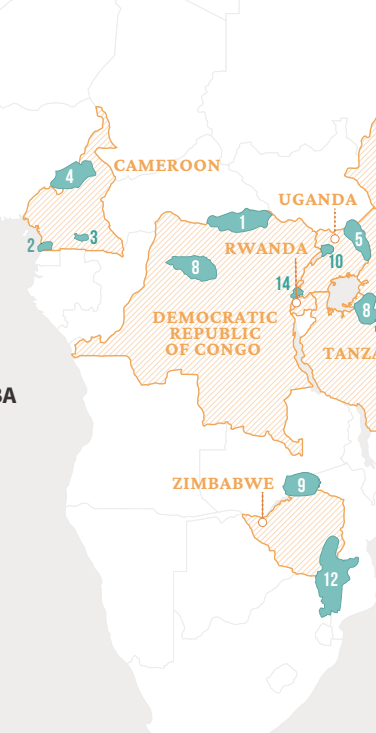 4
CAMEROON
UGANDA
1
2
3
RWANDA
5
10
8
14
8
DEMOCRATIC
REPUBLIC
OF CONGO
TANZA
BA
ZIMBABWE
9
12